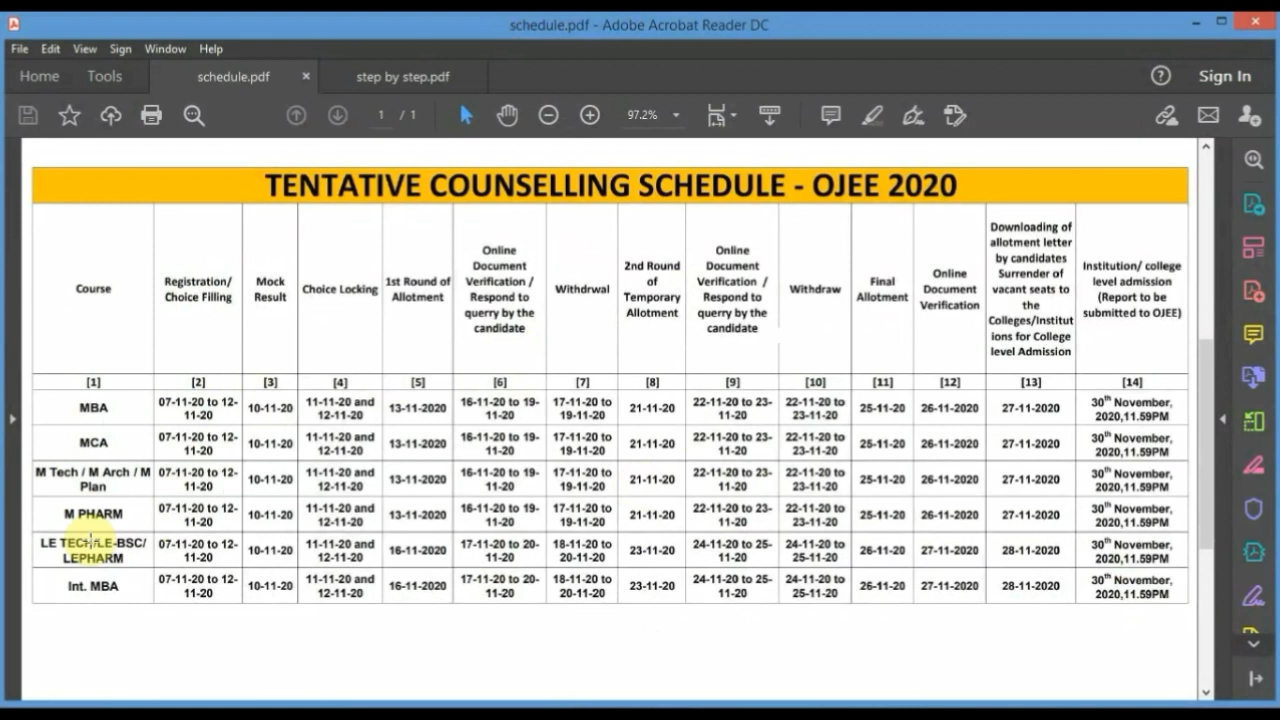 schedule.pdf - Adobe Acrobat Reader DC
File Edit View Sign Window Help
Home Tools schedule.pdf × step by step.pdf ? Sign In
1 / 1 97.2%
TENTATIVE COUNSELLING SCHEDULE - OJEE 2020
Course
Registration/
Choice Filling
Mock
Result
Choice Locking
1st Round of
Allotment
Online
Document
Verification /
Respond to
querry by the
candidate
Withdrwal
2nd Round
of
Temporary
Allotment
Online
Document
Verification /
Respond to
querry by the
candidate
Withdraw
Final
Allotment
Online
Document
Verification
Downloading of
allotment letter
by candidates
Surrender of
vacant seats to
the
Colleges/Institut
ions for College
level Admission
Institution/ college
level admission
(Report to be
submitted to OJEE)
[1] [2] [3] [4] [5] [6] [7] [8] [9] [10] [11] [12] [13] [14]
MBA
07-11-20 to 12-
11-20
10-11-20
11-11-20 and
12-11-20
13-11-2020
16-11-20 to 19-
11-20
17-11-20 to
19-11-20
21-11-20
22-11-20 to 23-
11-20
22-11-20 to
23-11-20
25-11-20
26-11-2020
27-11-2020
30th November,
2020,11.59PM
MCA
07-11-20 to 12-
11-20
10-11-20
11-11-20 and
12-11-20
13-11-2020
16-11-20 to 19-
11-20
17-11-20 to
19-11-20
21-11-20
22-11-20 to 23-
11-20
22-11-20 to
23-11-20
25-11-20
26-11-2020
27-11-2020
30th November,
2020,11.59PM
M Tech / M Arch / M
Plan
07-11-20 to 12-
11-20
10-11-20
11-11-20 and
12-11-20
13-11-2020
16-11-20 to 19-
11-20
17-11-20 to
19-11-20
21-11-20
22-11-20 to 23-
11-20
22-11-20 to
23-11-20
25-11-20
26-11-2020
27-11-2020
30th November,
2020,11.59PM
M PHARM
07-11-20 to 12-
11-20
10-11-20
11-11-20 and
12-11-20
13-11-2020
16-11-20 to 19-
11-20
17-11-20 to
19-11-20
21-11-20
22-11-20 to 23-
11-20
22-11-20 to
23-11-20
25-11-20
26-11-2020
27-11-2020
30th November,
2020,11.59PM
LE TECH/LE-BSC/
LEPHARM
07-11-20 to 12-
11-20
10-11-20
11-11-20 and
12-11-20
16-11-2020
17-11-20 to 20-
11-20
18-11-20 to
20-11-20
23-11-20
24-11-20 to 25-
11-20
24-11-20 to
25-11-20
26-11-20
27-11-2020
28-11-2020
30th November,
2020,11.59PM
Int. MBA
07-11-20 to 12-
11-20
10-11-20
11-11-20 and
12-11-20
16-11-2020
17-11-20 to 20-
11-20
18-11-20 to
20-11-20
23-11-20
24-11-20 to 25-
11-20
24-11-20 to
25-11-20
26-11-20
27-11-2020
28-11-2020
30th November,
2020,11.59PM